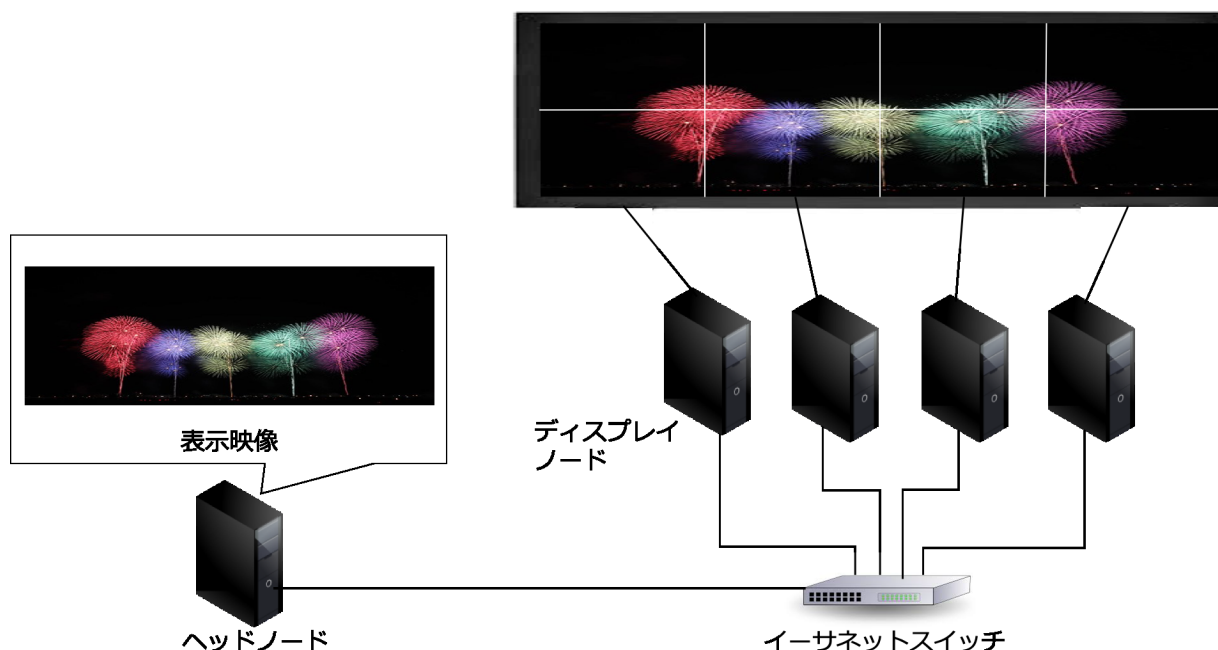 表示映像
ディスプレイ
ノード
ヘッドノード
イーサネットスイッチ